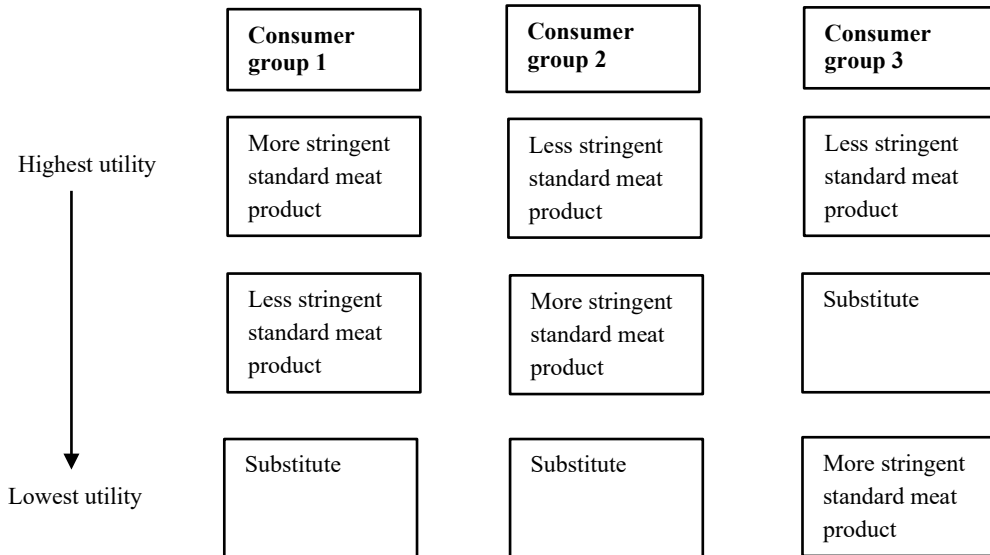 Consumer
group 1
Consumer
group 2
Consumer
group 3
Highest utility
More stringent
standard meat
product
Less stringent
standard meat
product
Less stringent
standard meat
product
Less stringent
standard meat
product
More stringent
standard meat
product
Substitute
Lowest utility
Substitute
Substitute
More stringent
standard meat
product